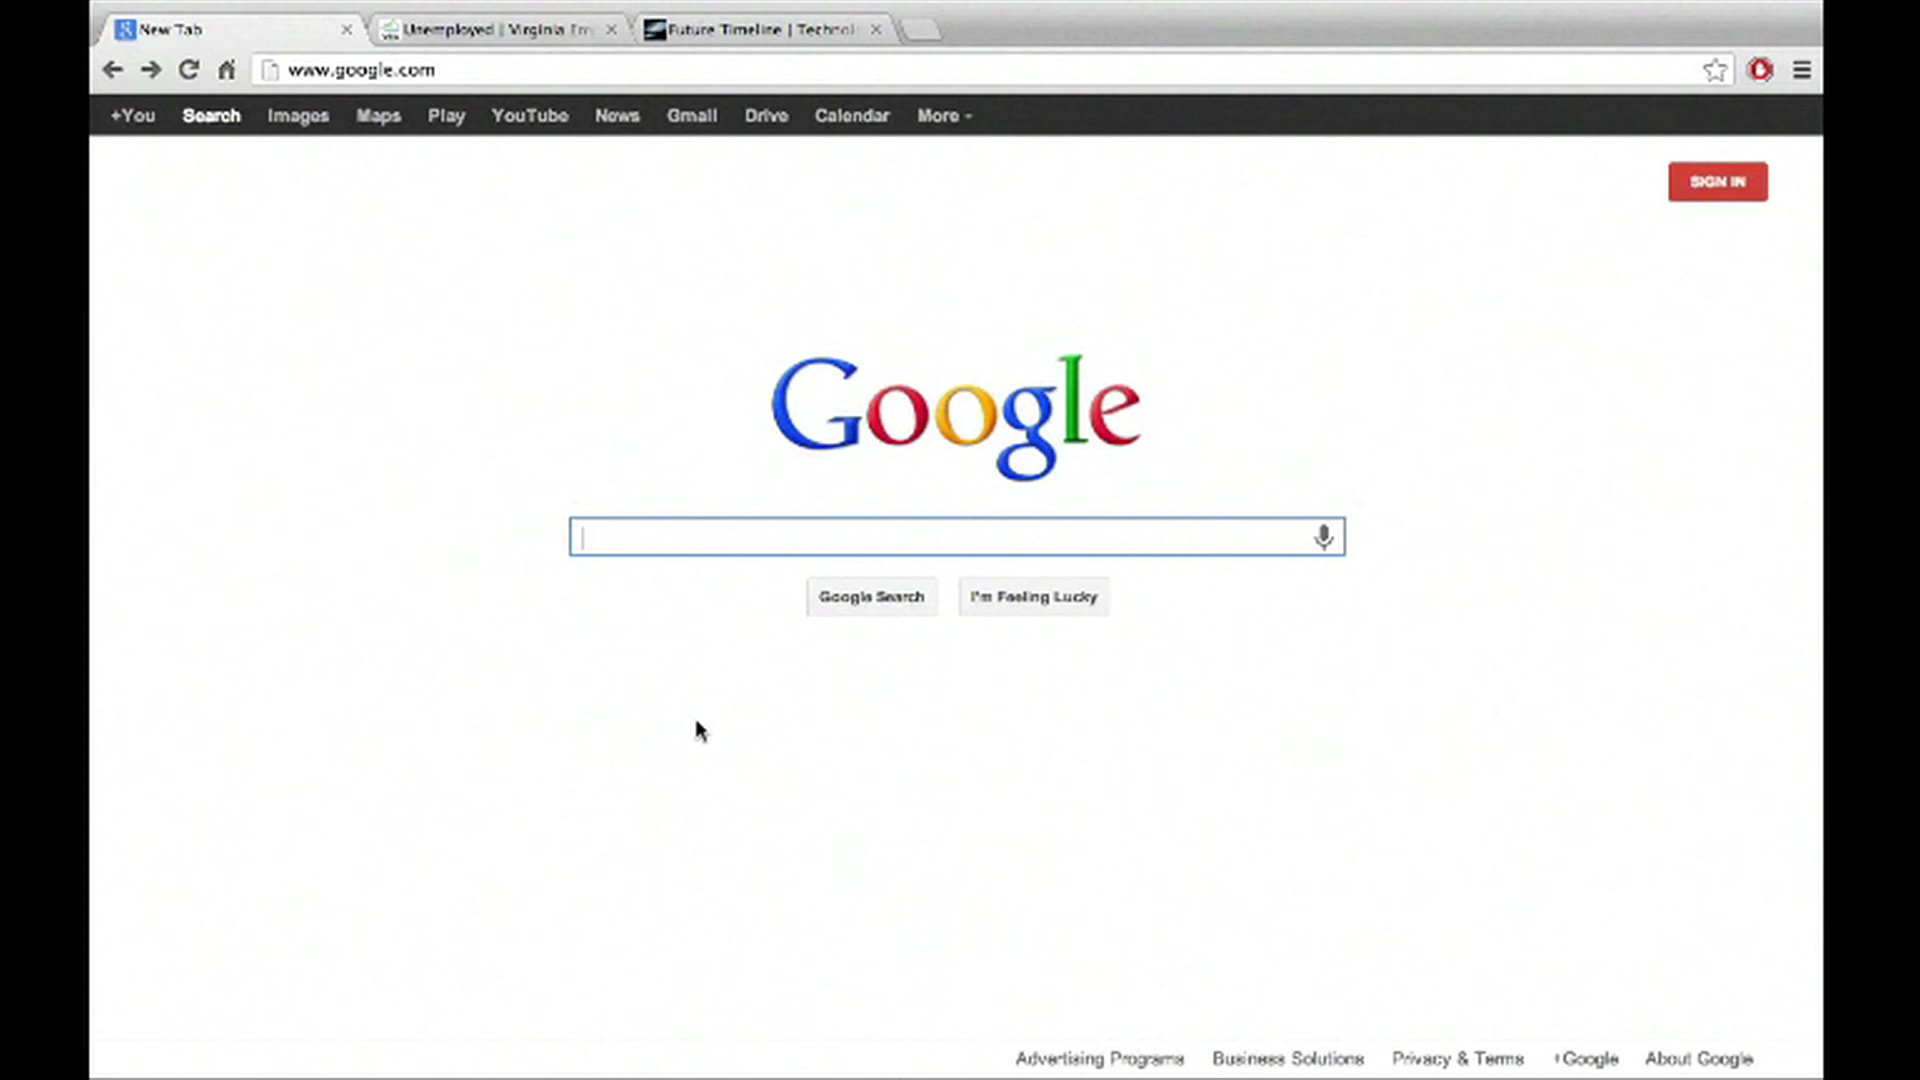 New Tab Unemployed | Virginia Em Future Timeline | Technol
www.google.com
+You Search Images Maps Play YouTube News Gmail Drive Calendar More
SIGN IN
Google
Google Search I'm Feeling Lucky
Advertising Programs Business Solutions Privacy & Terms +Google About Google